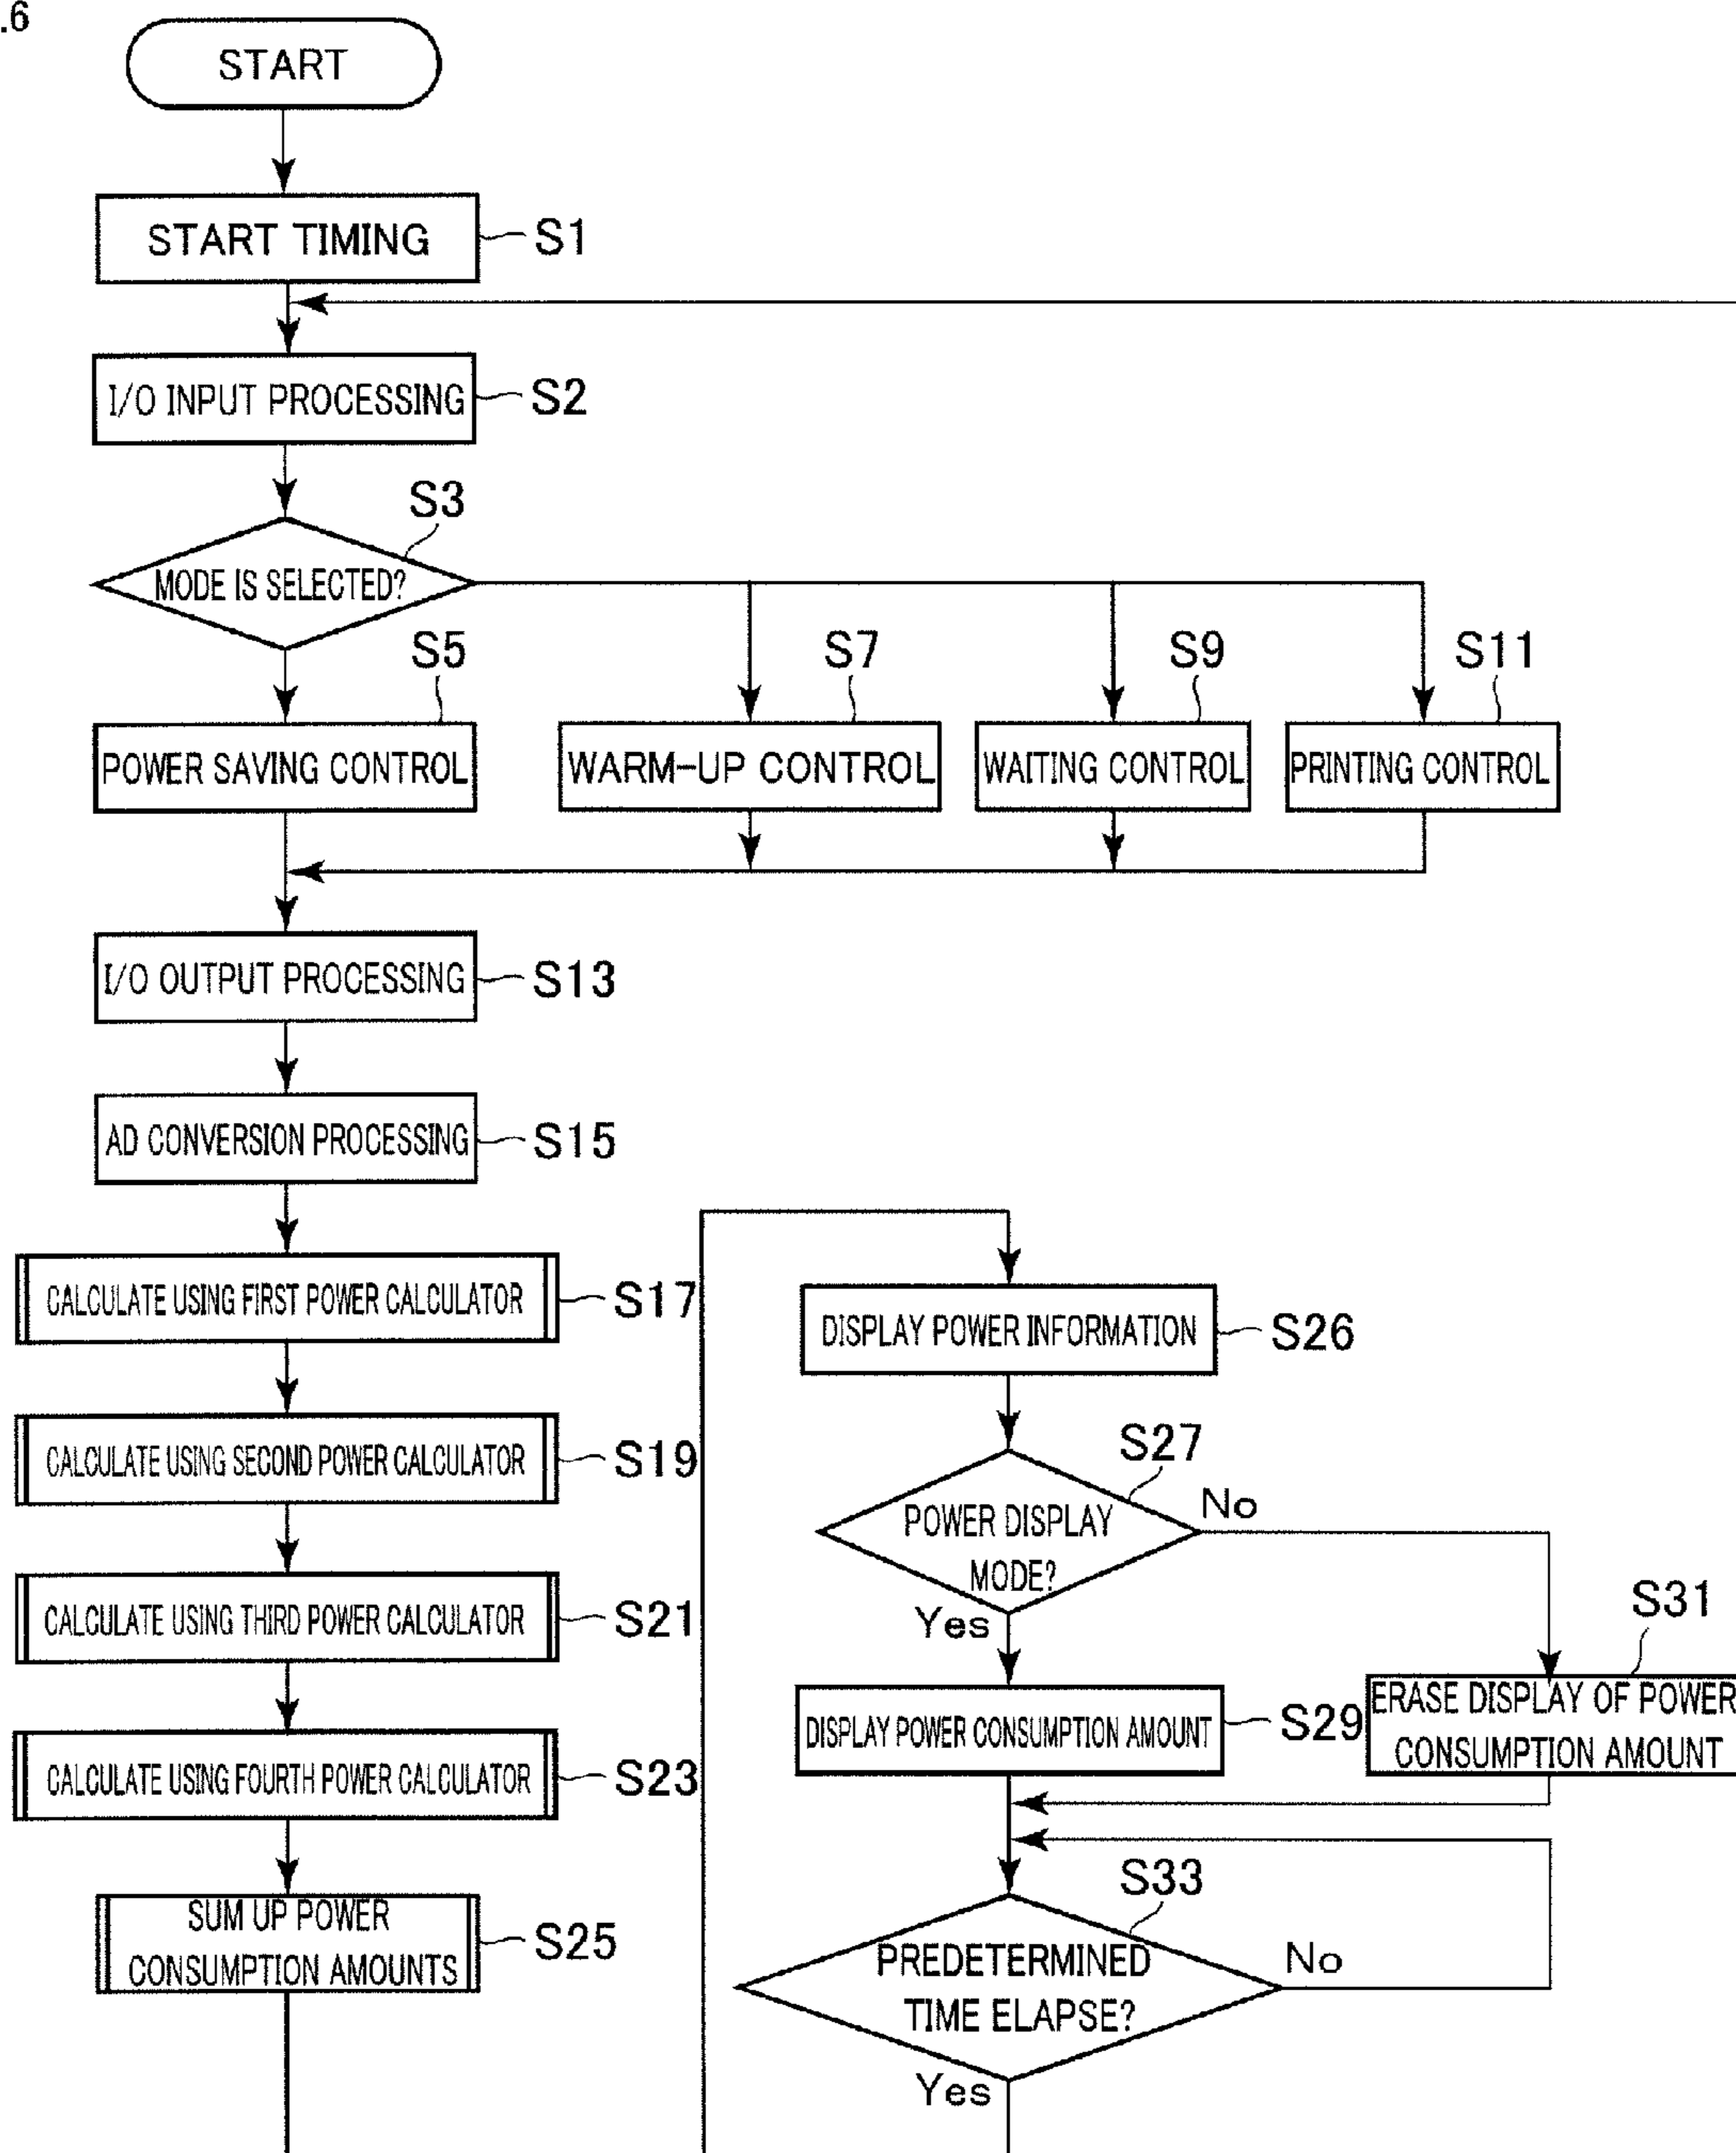 .6
START
START TIMING
S1
I/O INPUT PROCESSING
S2
S3
MODE IS SELECTED?
S5
S7
S9
S11
POWER SAVING CONTROL
WARM-UP CONTROL
WAITING CONTROL
PRINTING CONTROL
I/O OUTPUT PROCESSING
S13
AD CONVERSION PROCESSING
S15
CALCULATE USING FIRST POWER CALCULATOR
S17
CALCULATE USING SECOND POWER CALCULATOR
S19
CALCULATE USING THIRD POWER CALCULATOR
S21
CALCULATE USING FOURTH POWER CALCULATOR
S23
SUM UP POWER
CONSUMPTION AMOUNTS
S25
DISPLAY POWER INFORMATION
S26
S27
POWER DISPLAY
MODE?
No
Yes
S31
DISPLAY POWER CONSUMPTION AMOUNT
S29
ERASE DISPLAY OF POWER
CONSUMPTION AMOUNT
S33
PREDETERMINED
TIME ELAPSE?
No
Yes